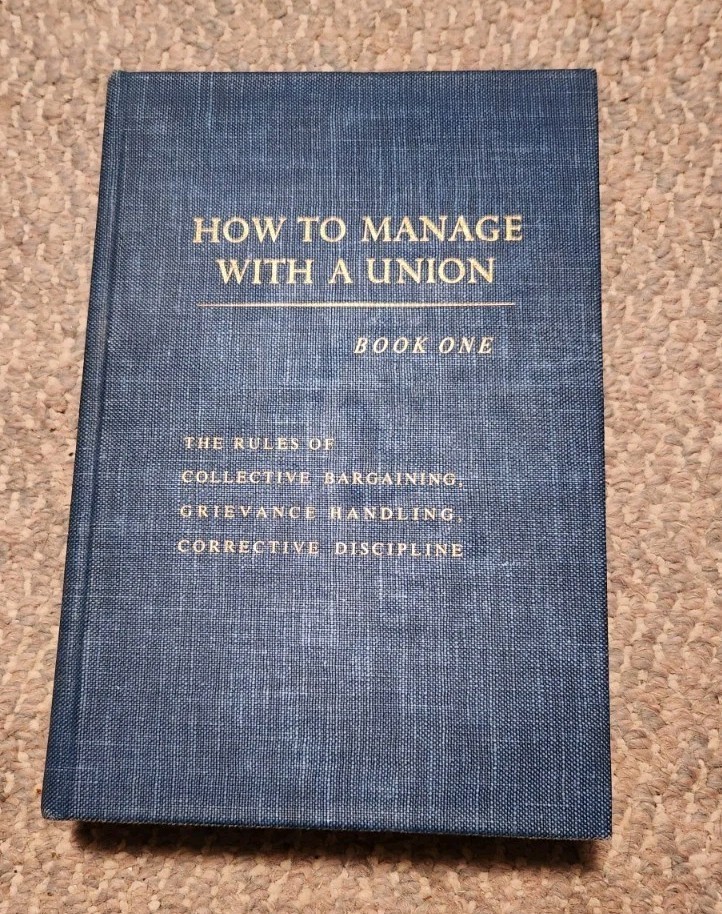 HOW TO MANAGE
WITH A UNION
BOOK ONE
THE RULES OF
COLLECTIVE BARGAINING,
GRIEVANCE HANDLING,
CORRECTIVE DISCIPLINE